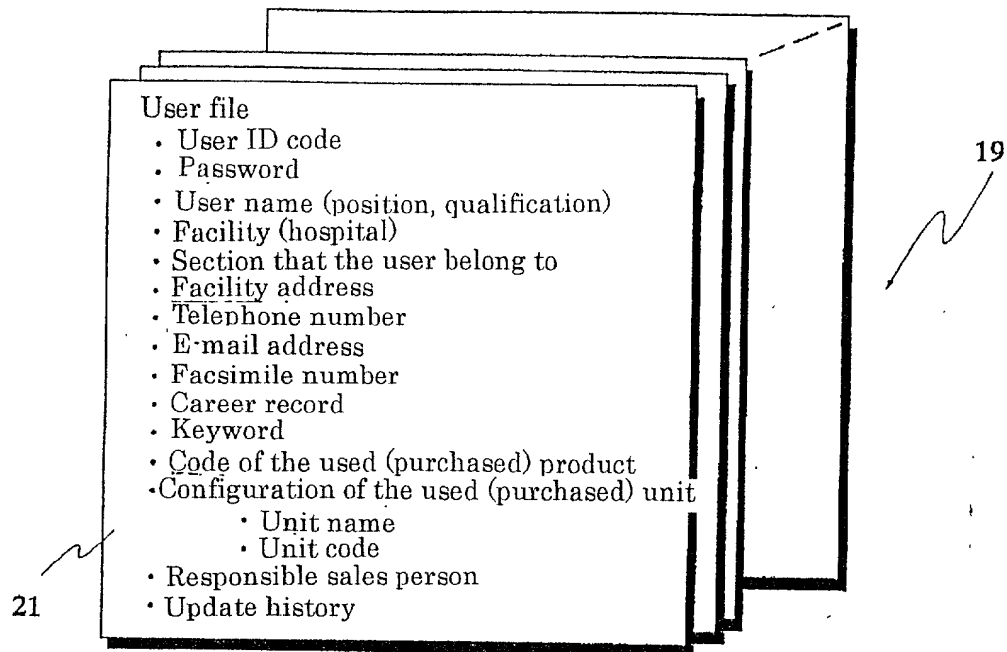 User file
· User ID code
· Password
· User name (position, qualification)
· Facility (hospital)
· Section that the user belong to
· Facility address
· Telephone number
· E-mail address
· Facsimile number
· Career record
· Keyword
· Code of the used (purchased) product
·Configuration of the used (purchased) unit
· Unit name
· Unit code
· Responsible sales person
· Update history
19
21